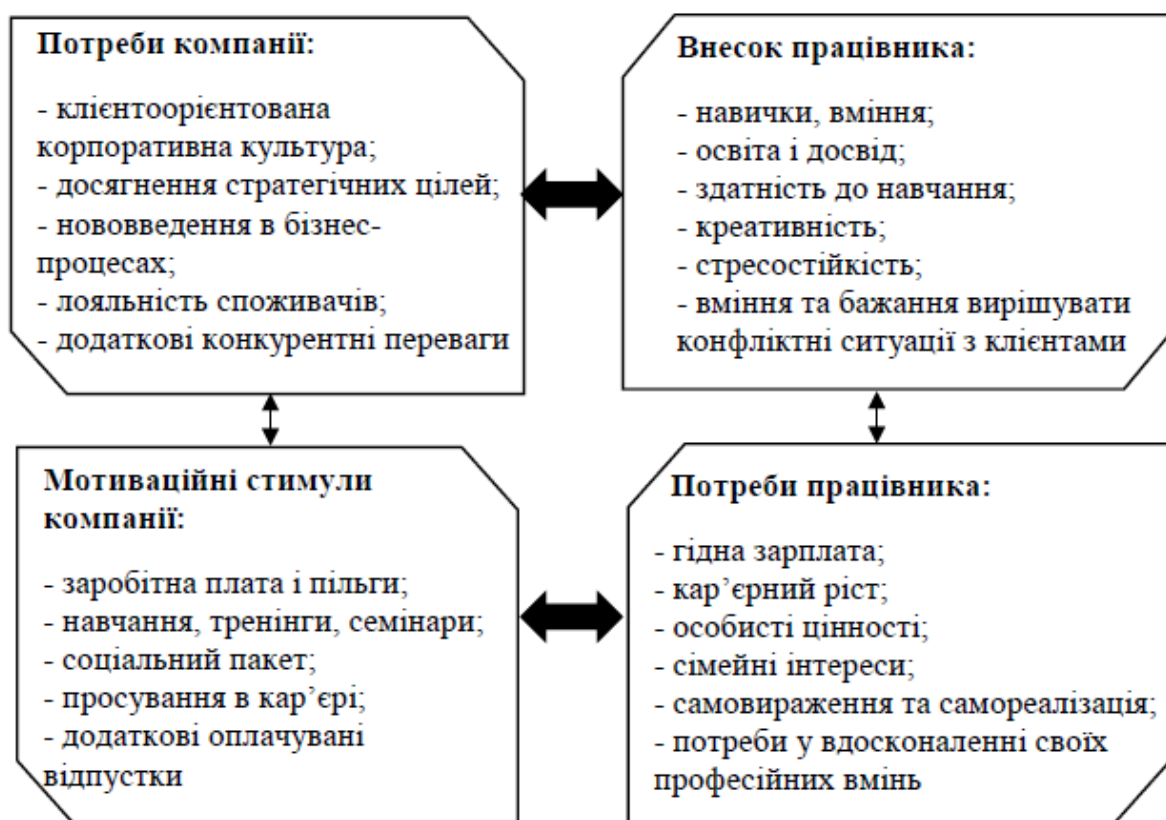 Потреби компанії:
- клієнтоорієнтована
корпоративна культура;
- досягнення стратегічних цілей;
- нововведення в бізнес-
процесах;
- лояльність споживачів;
- додаткові конкурентні переваги
Внесок працівника:
- навички, вміння;
- освіта і досвід;
- здатність до навчання;
- креативність;
- стресостійкість;
- вміння та бажання вирішувати
конфліктні ситуації з клієнтами
Мотиваційні стимули
компанії:
- заробітна плата і пільги;
- навчання, тренінги, семінари;
- соціальний пакет;
- просування в кар’єрі;
- додаткові оплачувані
відпустки
Потреби працівника:
- гідна зарплата;
- кар’єрний ріст;
- особисті цінності;
- сімейні інтереси;
- самовираження та самореалізація;
- потреби у вдосконаленні своїх
професійних вмінь